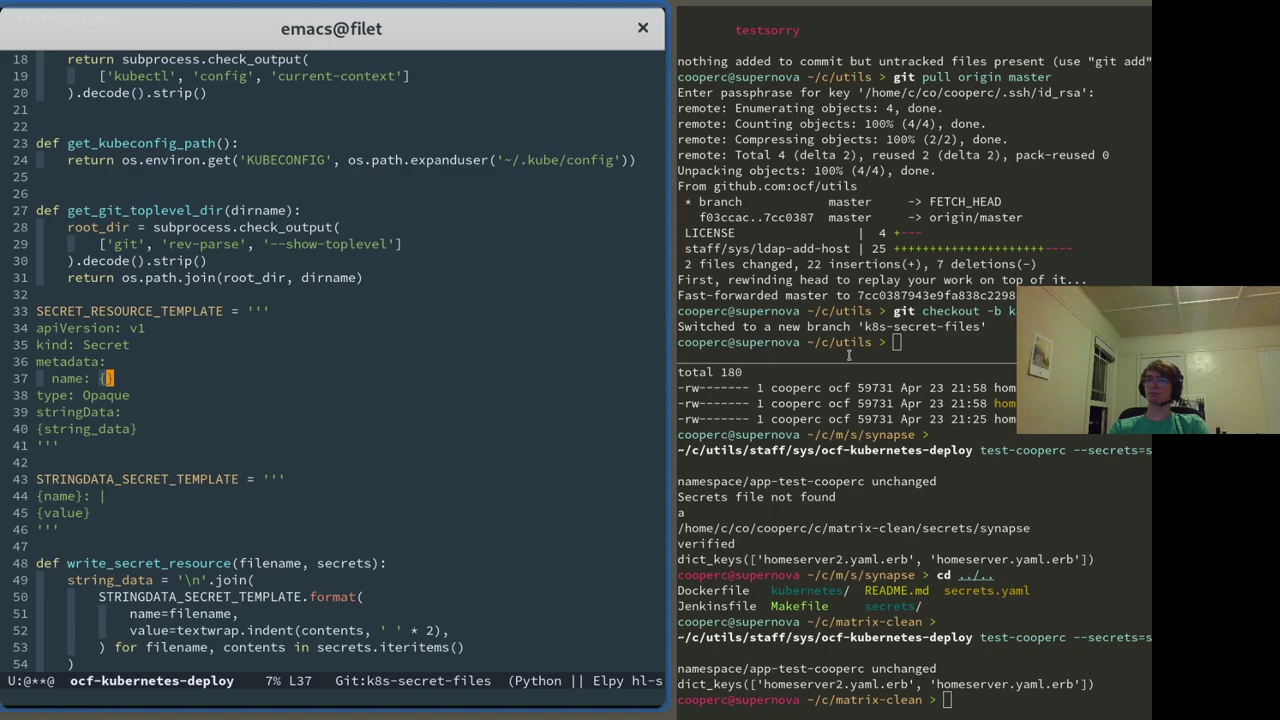 emacs@filet
18 return subprocess.check_output(
19 ['kubectl', 'config', 'current-context']
20 ).decode().strip()
21
22
23 def get_kubeconfig_path():
24 return os.environ.get('KUBECONFIG', os.path.expanduser('~/.kube/config'))
25
26
27 def get_git_toplevel_dir(dirname):
28 root_dir = subprocess.check_output(
29 ['git', 'rev-parse', '--show-toplevel']
30 ).decode().strip()
31 return os.path.join(root_dir, dirname)
32
33 SECRET_RESOURCE_TEMPLATE = '''
34 apiVersion: v1
35 kind: Secret
36 metadata:
37 name: {}
38 type: Opaque
39 stringData:
40 {string_data}
41 '''
42
43 STRINGDATA_SECRET_TEMPLATE = '''
44 {name}: |
45 {value}
46 '''
47
48 def write_secret_resource(filename, secrets):
49 string_data = '\n'.join(
50 STRINGDATA_SECRET_TEMPLATE.format(
51 name=filename,
52 value=textwrap.indent(contents, ' ' * 2),
53 ) for filename, contents in secrets.iteritems()
54 )
U:@**@ ocf-kubernetes-deploy 7% L37 Git:k8s-secret-files (Python || Elpy hl-s
testsorry
nothing added to commit but untracked files present (use "git add"
cooperc@supernova ~/c/utils > git pull origin master
Enter passphrase for key '/home/c/co/cooperc/.ssh/id_rsa':
remote: Enumerating objects: 4, done.
remote: Counting objects: 100% (4/4), done.
remote: Compressing objects: 100% (2/2), done.
remote: Total 4 (delta 2), reused 2 (delta 2), pack-reused 0
Unpacking objects: 100% (4/4), done.
From github.com:ocf/utils
* branch master -> FETCH_HEAD
f03ccac..7cc0387 master -> origin/master
LICENSE | 4 +---
staff/sys/ldap-add-host | 25 +++++++++++++++++++++----
2 files changed, 22 insertions(+), 7 deletions(-)
First, rewinding head to replay your work on top of it...
Fast-forwarded master to 7cc0387943e9fa838c2298
cooperc@supernova ~/c/utils > git checkout -b k
Switched to a new branch 'k8s-secret-files'
cooperc@supernova ~/c/utils >
total 180
-rw------- 1 cooperc ocf 59731 Apr 23 21:58 hom
-rw------- 1 cooperc ocf 59731 Apr 23 21:58 hom
-rw------- 1 cooperc ocf 59731 Apr 23 21:25 hom
cooperc@supernova ~/c/m/s/synapse >
~/c/utils/staff/sys/ocf-kubernetes-deploy test-cooperc --secrets=s
namespace/app-test-cooperc unchanged
Secrets file not found
a
/home/c/co/cooperc/c/matrix-clean/secrets/synapse
verified
dict_keys(['homeserver2.yaml.erb', 'homeserver.yaml.erb'])
cooperc@supernova ~/c/m/s/synapse > cd ../..
Dockerfile kubernetes/ README.md secrets.yaml
Jenkinsfile Makefile secrets/
cooperc@supernova ~/c/matrix-clean >
~/c/utils/staff/sys/ocf-kubernetes-deploy test-cooperc --secrets=s
namespace/app-test-cooperc unchanged
dict_keys(['homeserver2.yaml.erb', 'homeserver.yaml.erb'])
cooperc@supernova ~/c/matrix-clean >